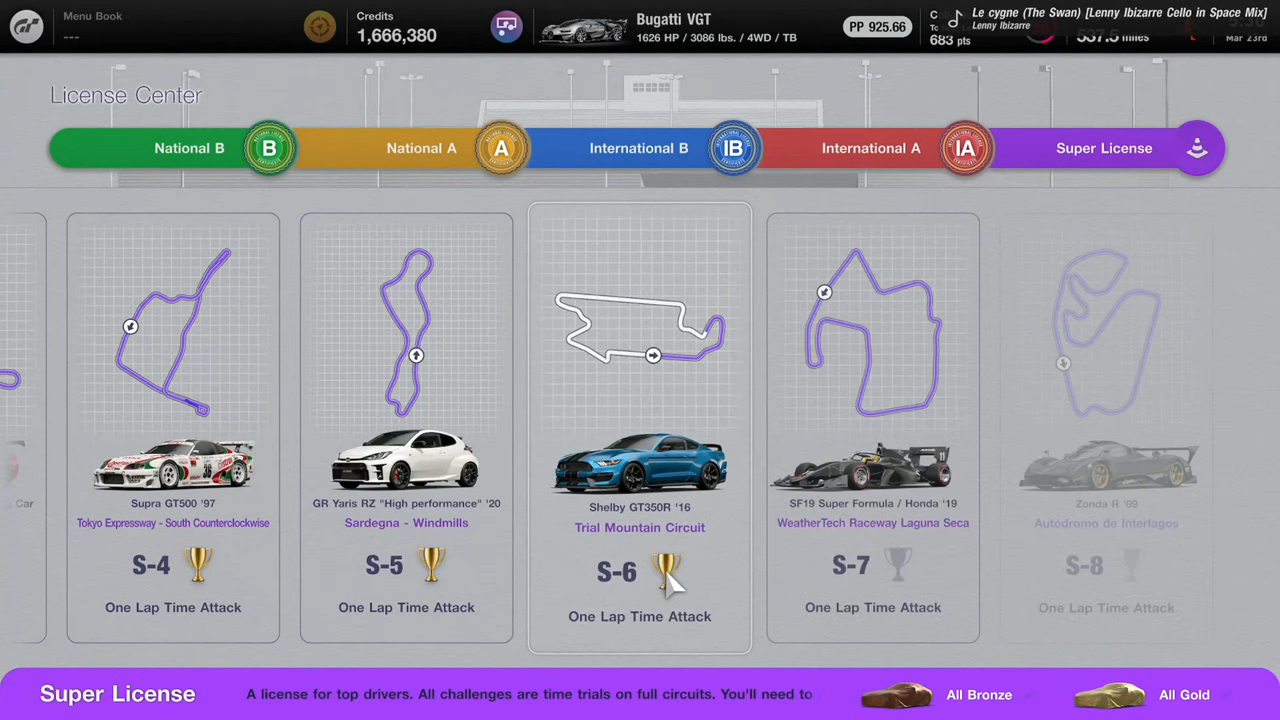 Menu Book
---
Credits
1,666,380
Bugatti VGT
1626 HP / 3086 lbs. / 4WD / TB
PP 925.66
Le cygne (The Swan) [Lenny Ibizarre Cello in Space Mix]
Lenny Ibizarre
683 pts
537.5 miles
Mar 23rd
License Center
National B
B
National A
A
International B
IB
International A
IA
Super License
Car
Supra GT500 '97
Tokyo Expressway - South Counterclockwise
S-4
One Lap Time Attack
GR Yaris RZ "High performance" '20
Sardegna - Windmills
S-5
One Lap Time Attack
Shelby GT350R '16
Trial Mountain Circuit
S-6
One Lap Time Attack
SF19 Super Formula / Honda '19
WeatherTech Raceway Laguna Seca
S-7
One Lap Time Attack
Zonda R '09
Autódromo de Interlagos
S-8
One Lap Time Attack
Super License
A license for top drivers. All challenges are time trials on full circuits. You'll need to
All Bronze
All Gold